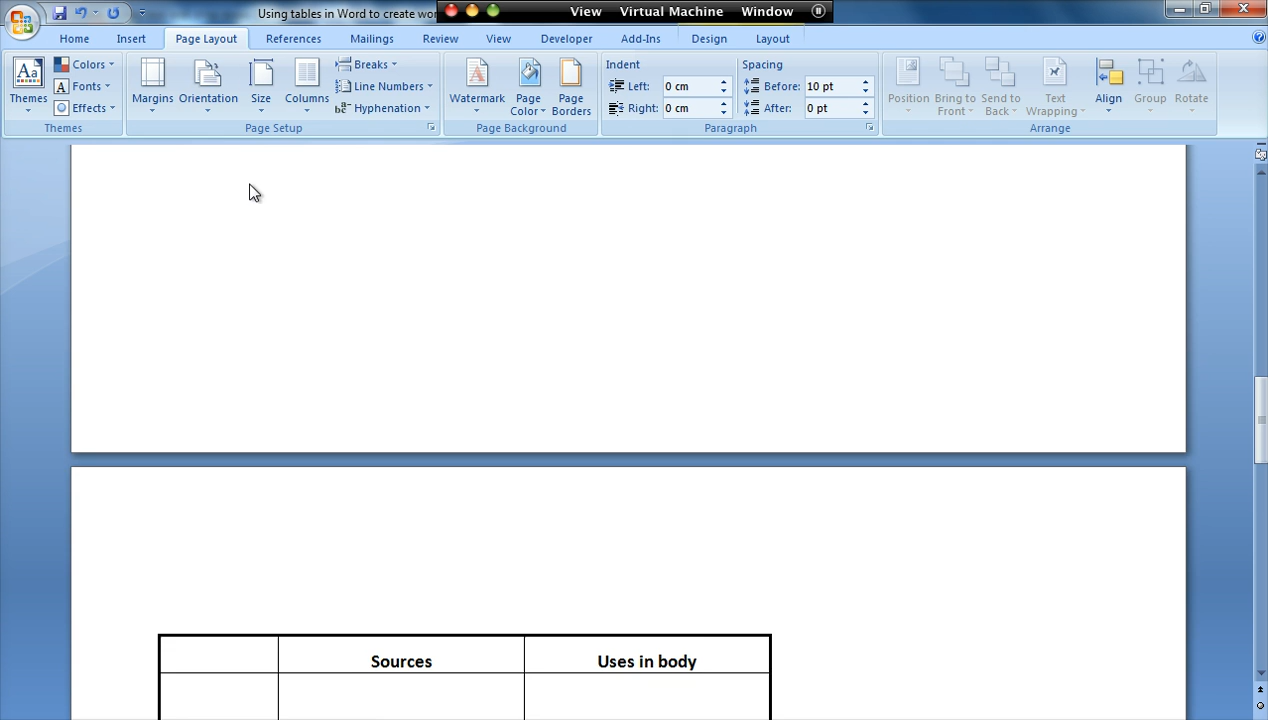 Using tables in Word to create wor
View Virtual Machine Window
Home Insert Page Layout References Mailings Review View Developer Add-Ins Design Layout
Colors Breaks Indent Spacing
Aa
A Fonts Line Numbers Left: 0 cm Before: 10 pt
Themes Margins Orientation Size Columns Watermark Page Page Position Bring to Send to Text Align Group Rotate
Effects Hyphenation Color Borders Right: 0 cm After: 0 pt Front Back Wrapping
Themes Page Setup Page Background Paragraph Arrange
Sources Uses in body